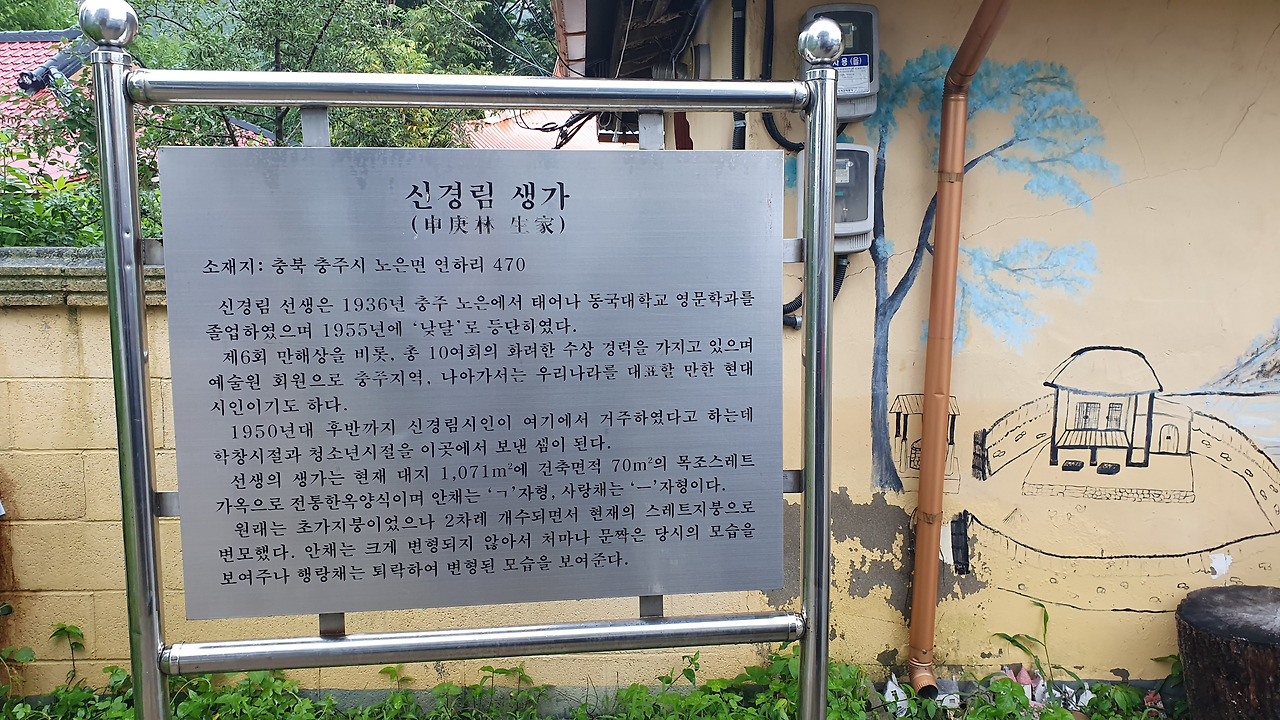 신경림 생가
(申庚林 生家)
소재지: 충북 충주시 노은면 연하리 470
신경림 선생은 1936년 충주 노은에서 태어나 동국대학교 영문학과를
졸업하였으며 1955년에 ‘낮달’로 등단하였다.
제6회 만해상을 비롯, 총 10여회의 화려한 수상 경력을 가지고 있으며
예술원 회원으로 충주지역, 나아가서는 우리나라를 대표할 만한 현대
시인이기도 하다.
1950년대 후반까지 신경림시인이 여기에서 거주하였다고 하는데
학창시절과 청소년시절을 이곳에서 보낸 셈이 된다.
선생의 생가는 현재 대지 1,071m²에 건축면적 70m²의 목조스레트
가옥으로 전통한옥양식이며 안채는 ‘ㄱ’자형, 사랑채는 ‘ㅡ’자형이다.
원래는 초가지붕이었으나 2차례 개수되면서 현재의 스레트지붕으로
변모했다. 안채는 크게 변형되지 않아서 처마나 문짝은 당시의 모습을
보여주나 행랑채는 퇴락하여 변형된 모습을 보여준다.